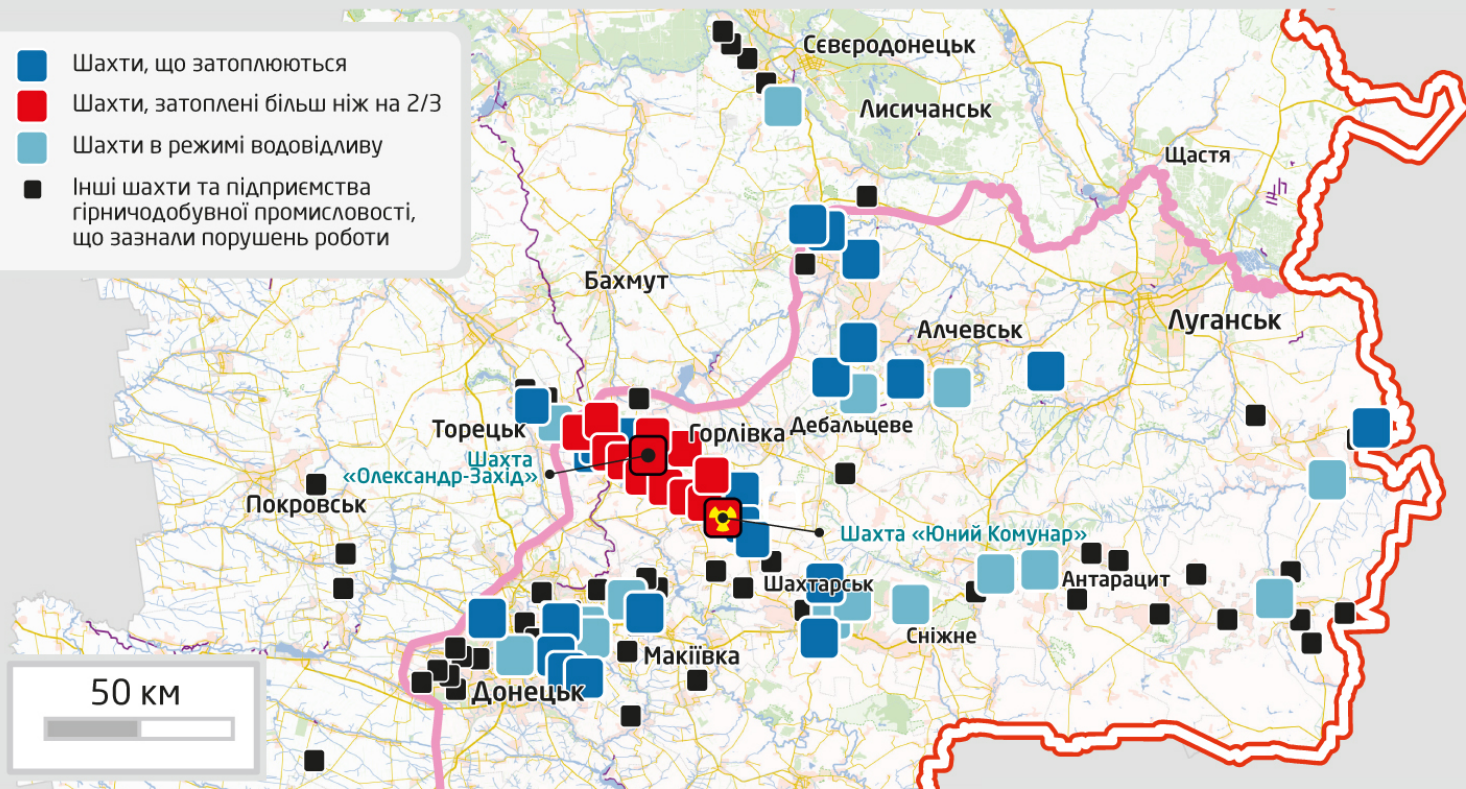 Шахти, що затоплюються
Шахти, затоплені більш ніж на 2/3
Шахти в режимі водовідливу
Інші шахти та підприємства
гірничодобувної промисловості,
що зазнали порушень роботи
Сєвєродонецьк
Лисичанськ
Щастя
Бахмут
Луганськ
Алчевськ
Дебальцеве
Торецьк
Горлівка
Шахта
«Олександр-Захід»
Покровськ
Шахта «Юний Комунар»
Шахтарськ
Антарацит
Сніжне
Макіївка
Донецьк
50 км